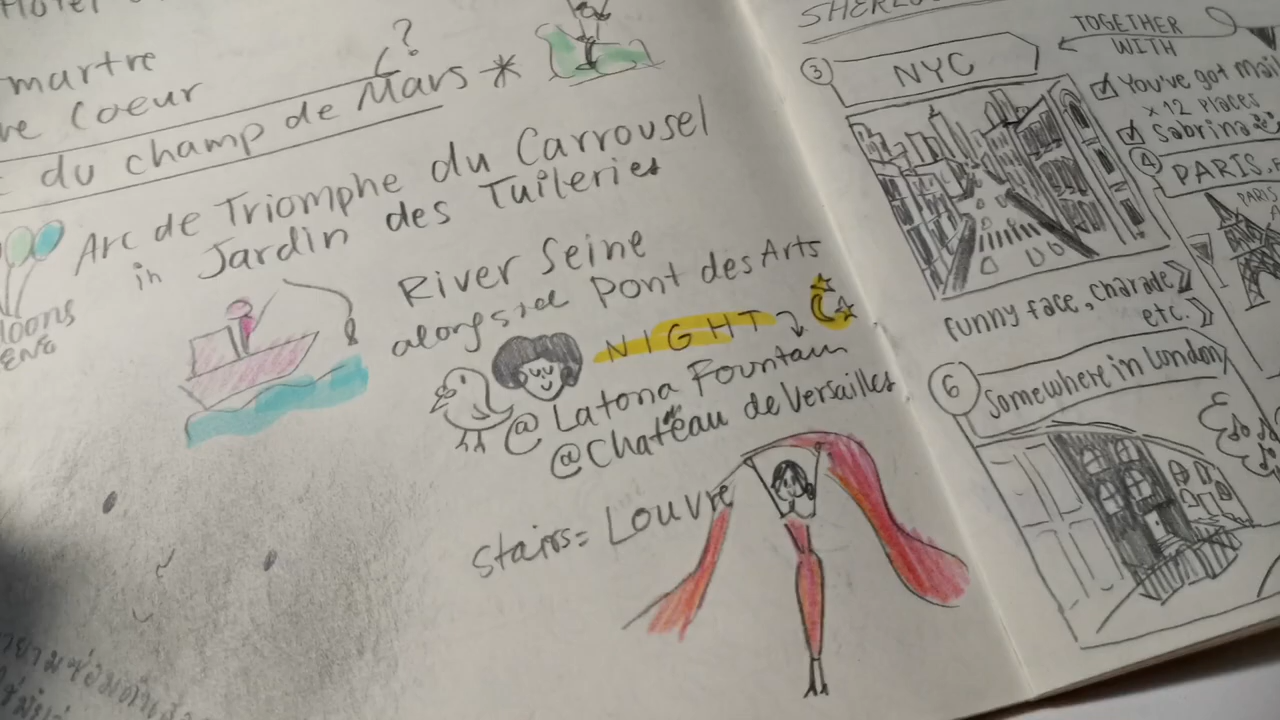 Hotel
martre
Coeur
du champ de Mars *
?
Arc de Triomphe du Carrousel
in Jardin des Tuileries
River Seine
alongside Pont des Arts
NIGHT
@ Latona Fountain
@ Chateau de Versailles
Stairs = Louvre
TOGETHER
WITH
③ NYC
☑ You've got mail
x 12 places
☑ Sabrina
④ PARIS, F
PARIS
funny face, charade
etc.
⑥ Somewhere in London